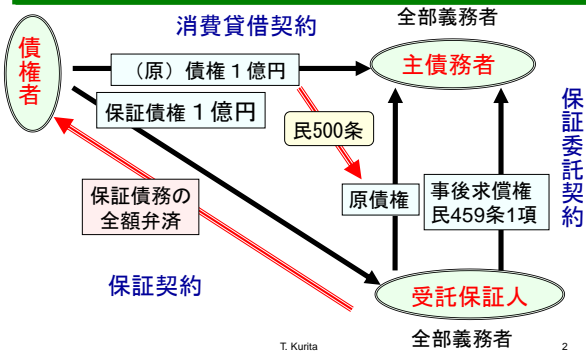 消費貸借契約
全部義務者
債権者
（原）債権１億円
主債務者
保証債権１億円
民500条
保証委託契約
保証債務の
全額弁済
原債権
事後求償権
民459条1項
保証契約
受託保証人
T. Kurita
全部義務者
2